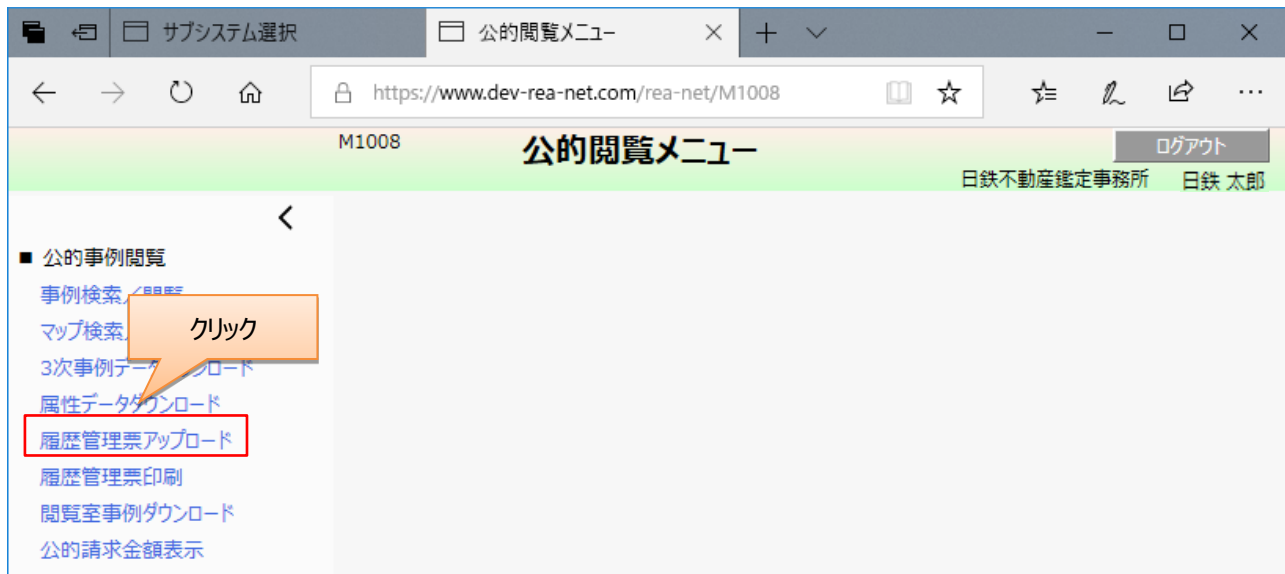 サブシステム選択
公的閲覧メニュー
https://www.dev-rea-net.com/rea-net/M1008
M1008
公的閲覧メニュー
ログアウト
日鉄不動産鑑定事務所 日鉄 太郎
■ 公的事例閲覧
事例検索／閲覧
マップ検索
クリック
3次事例データダウンロード
属性データダウンロード
履歴管理票アップロード
履歴管理票印刷
閲覧室事例ダウンロード
公的請求金額表示